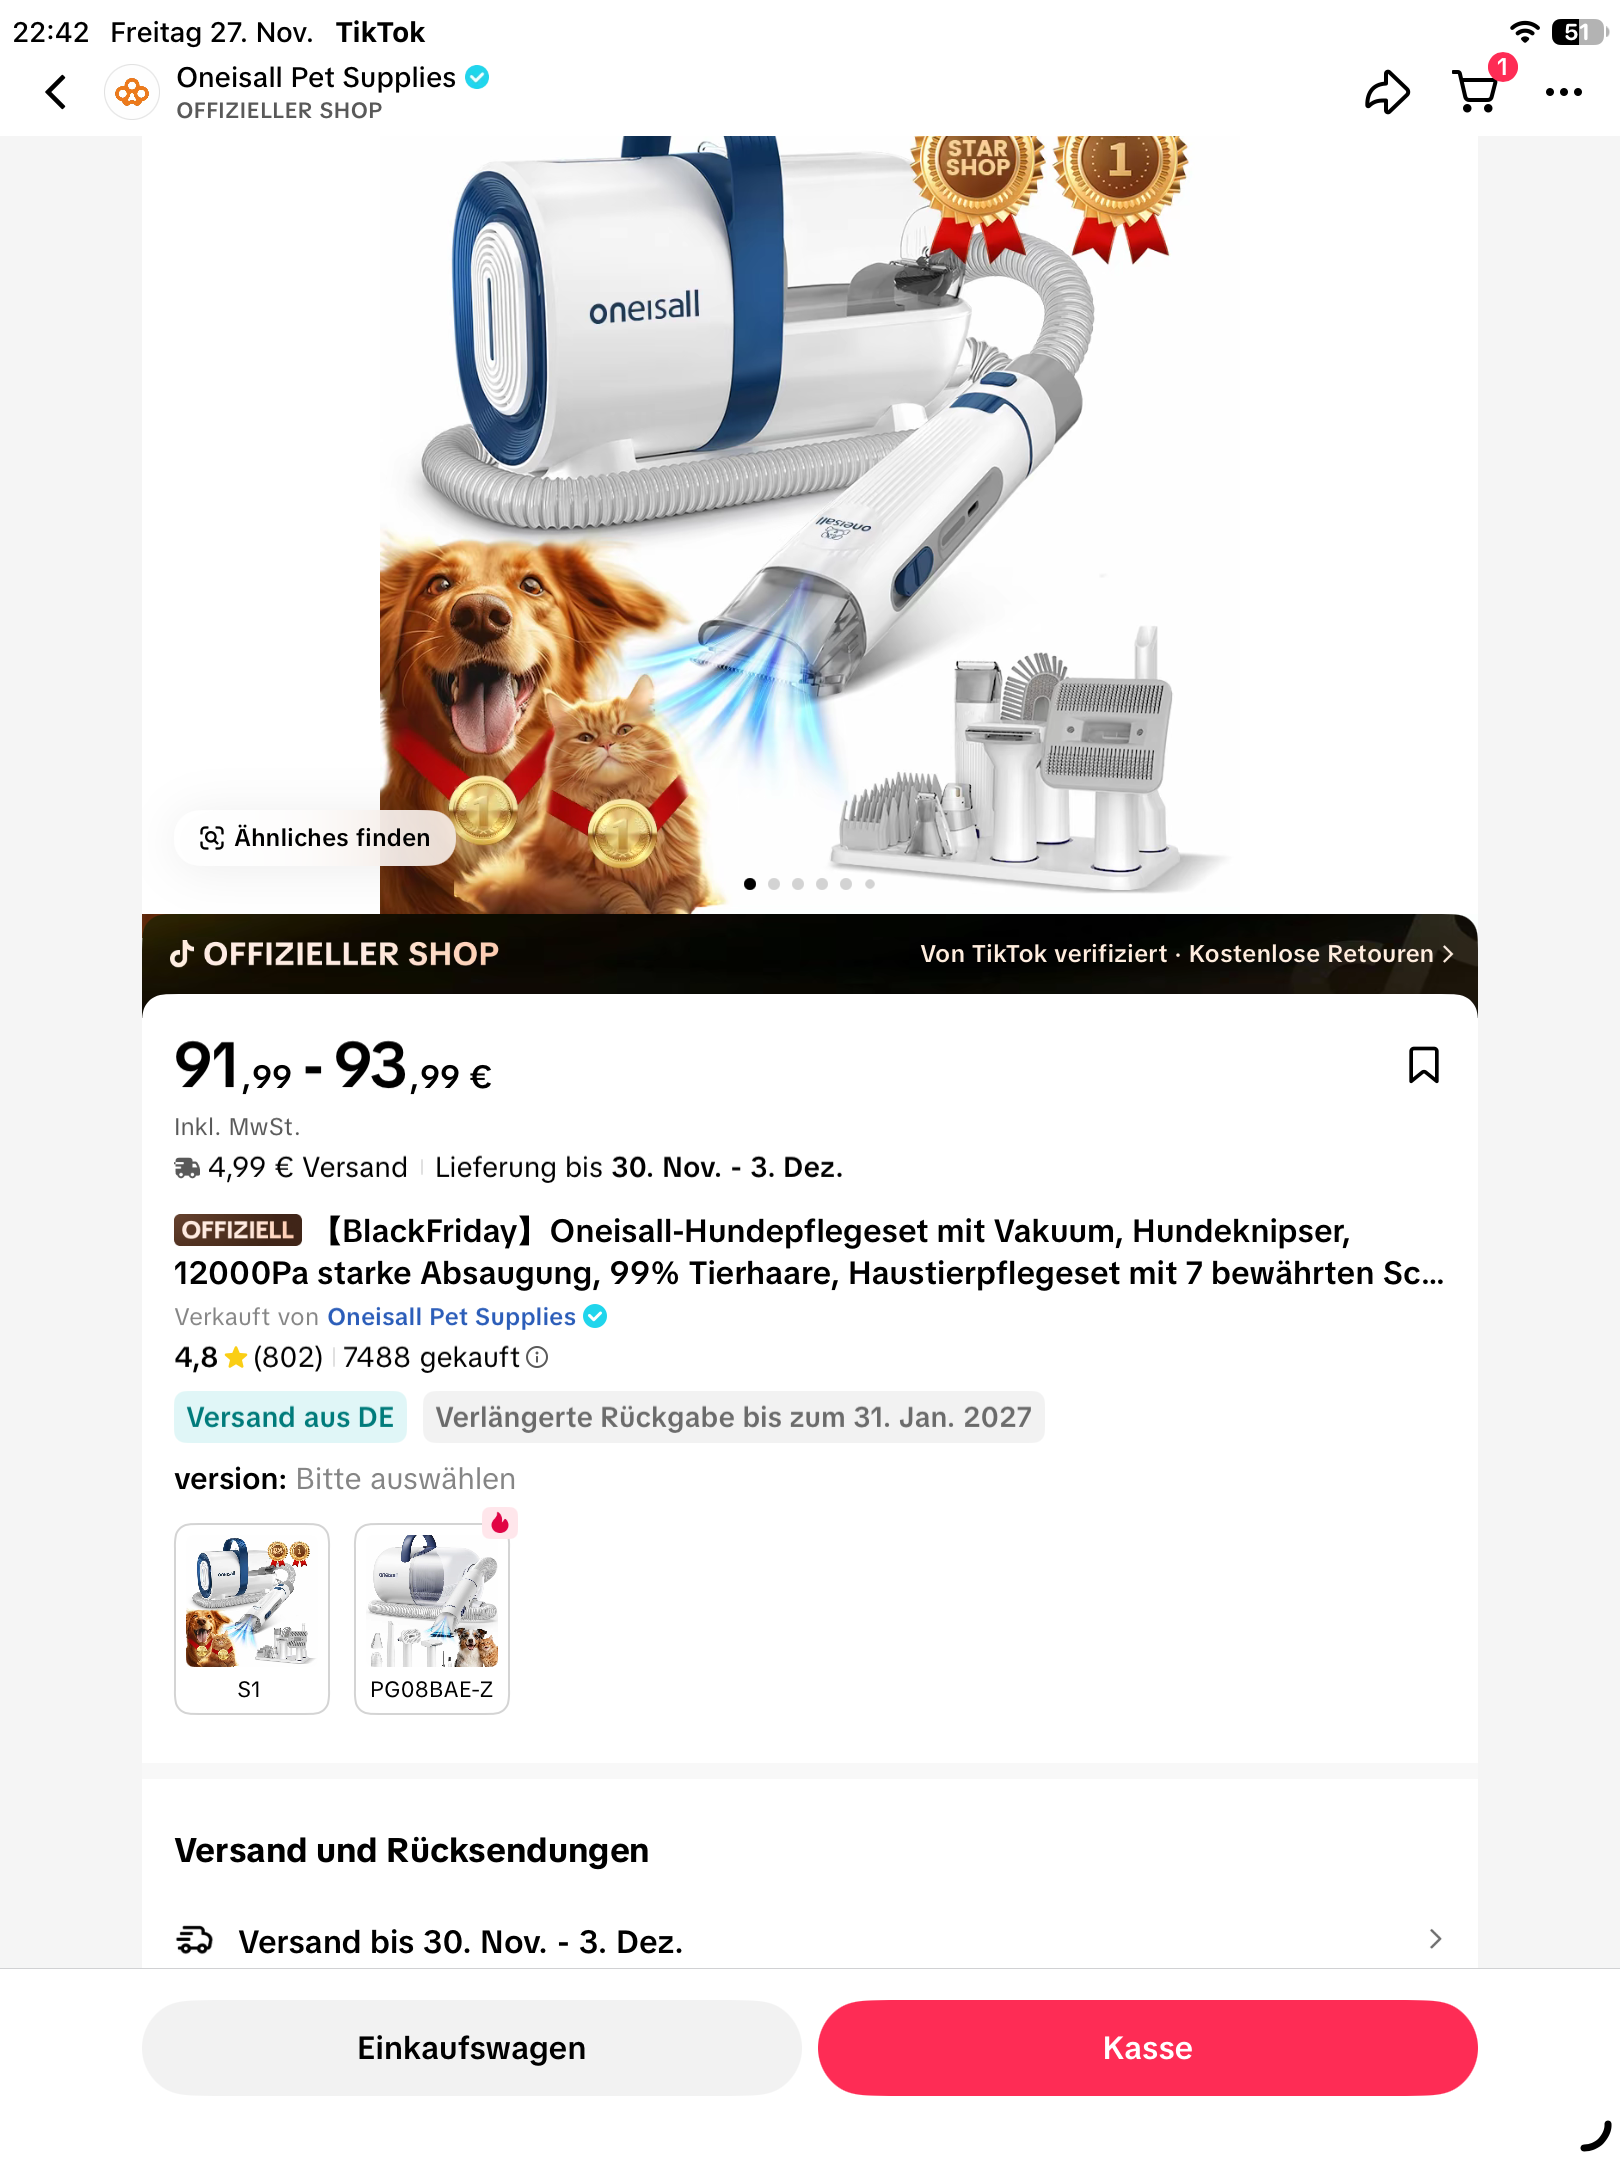 22:42 Freitag 27. Nov. TikTok
51
Oneisall Pet Supplies
OFFIZIELLER SHOP
1
STAR
SHOP
1
oneisall
oneisall
1
1
Ähnliches finden
OFFIZIELLER SHOP
Von TikTok verifiziert · Kostenlose Retouren
91,99 - 93,99 €
Inkl. MwSt.
4,99 € Versand Lieferung bis 30. Nov. - 3. Dez.
OFFIZIELL 【BlackFriday】Oneisall-Hundepflegeset mit Vakuum, Hundeknipser,
12000Pa starke Absaugung, 99% Tierhaare, Haustierpflegeset mit 7 bewährten Sc...
Verkauft von Oneisall Pet Supplies
4,8 (802) 7488 gekauft
Versand aus DE
Verlängerte Rückgabe bis zum 31. Jan. 2027
version: Bitte auswählen
S1
PG08BAE-Z
Versand und Rücksendungen
Versand bis 30. Nov. - 3. Dez.
Einkaufswagen
Kasse